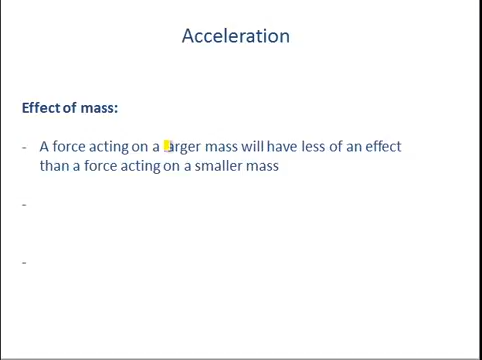 Acceleration
Effect of mass:
- A force acting on a larger mass will have less of an effect
than a force acting on a smaller mass
-
-